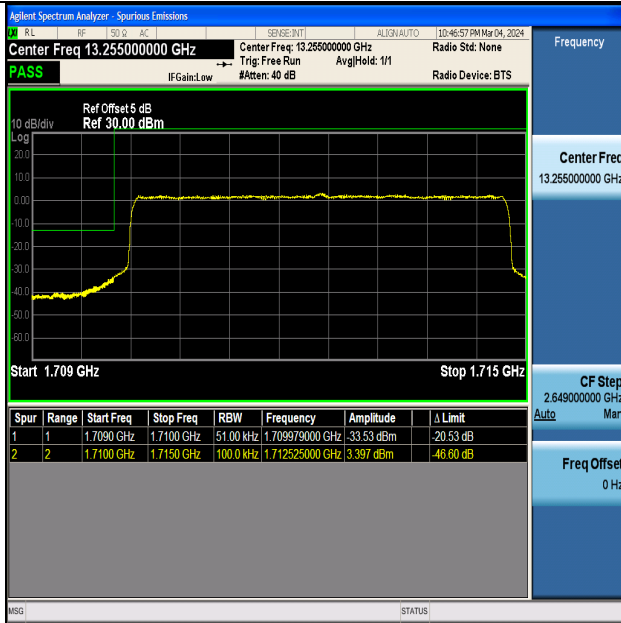 Agilent Spectrum Analyzer - Spurious Emissions
RL RF 50 Ω AC SENSE:INT ALIGN AUTO 10:46:57 PM Mar 04, 2024
Center Freq 13.255000000 GHz Center Freq: 13.255000000 GHz Radio Std: None
Trig: Free Run Avg|Hold: 1/1
PASS IFGain:Low #Atten: 40 dB Radio Device: BTS
Ref Offset 5 dB
10 dB/div Ref 30.00 dBm
Log
20.0
10.0
0.00
-10.0
-20.0
-30.0
-40.0
-50.0
-60.0
Start 1.709 GHz Stop 1.715 GHz
Spur Range Start Freq Stop Freq RBW Frequency Amplitude Δ Limit
1 1 1.7090 GHz 1.7100 GHz 51.00 kHz 1.709979000 GHz -33.53 dBm -20.53 dB
2 2 1.7100 GHz 1.7150 GHz 100.0 kHz 1.712525000 GHz 3.397 dBm -46.60 dB
MSG STATUS
Frequency
Center Freq
13.255000000 GHz
CF Step
2.649000000 GHz
Auto Man
Freq Offset
0 Hz